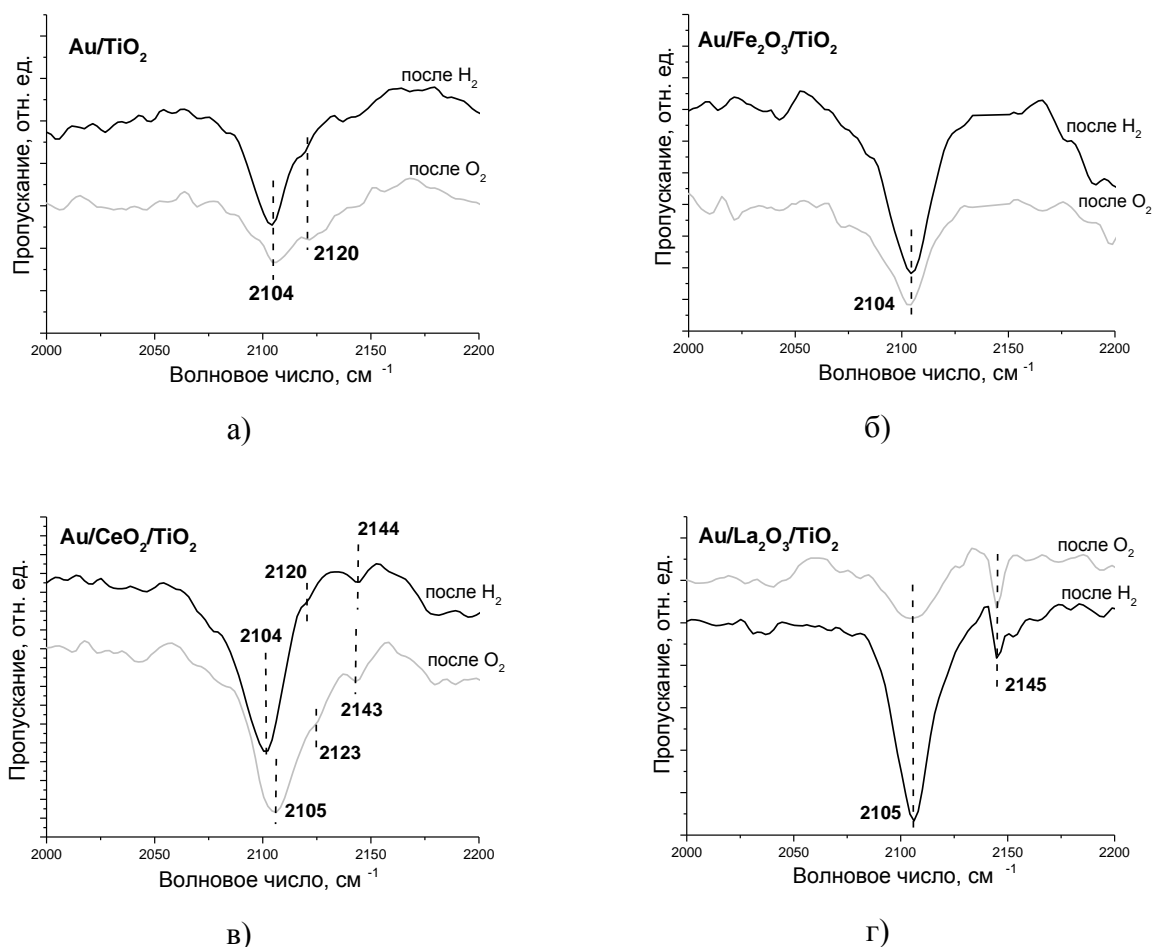 Au/TiO2
после H2
после O2
2120
2104
Пропускание, отн. ед.
2000 2050 2100 2150 2200
Волновое число, см -1
а)
Au/Fe2O3/TiO2
после H2
после O2
2104
Пропускание, отн. ед.
2000 2050 2100 2150 2200
Волновое число, см -1
б)
Au/CeO2/TiO2
2144
2120
после H2
2104
после O2
2143
2123
2105
Пропускание, отн. ед.
2000 2050 2100 2150 2200
Волновое число, см -1
в)
Au/La2O3/TiO2
после O2
после H2
2145
2105
Пропускание, отн. ед.
2000 2050 2100 2150 2200
Волновое число, см -1
г)